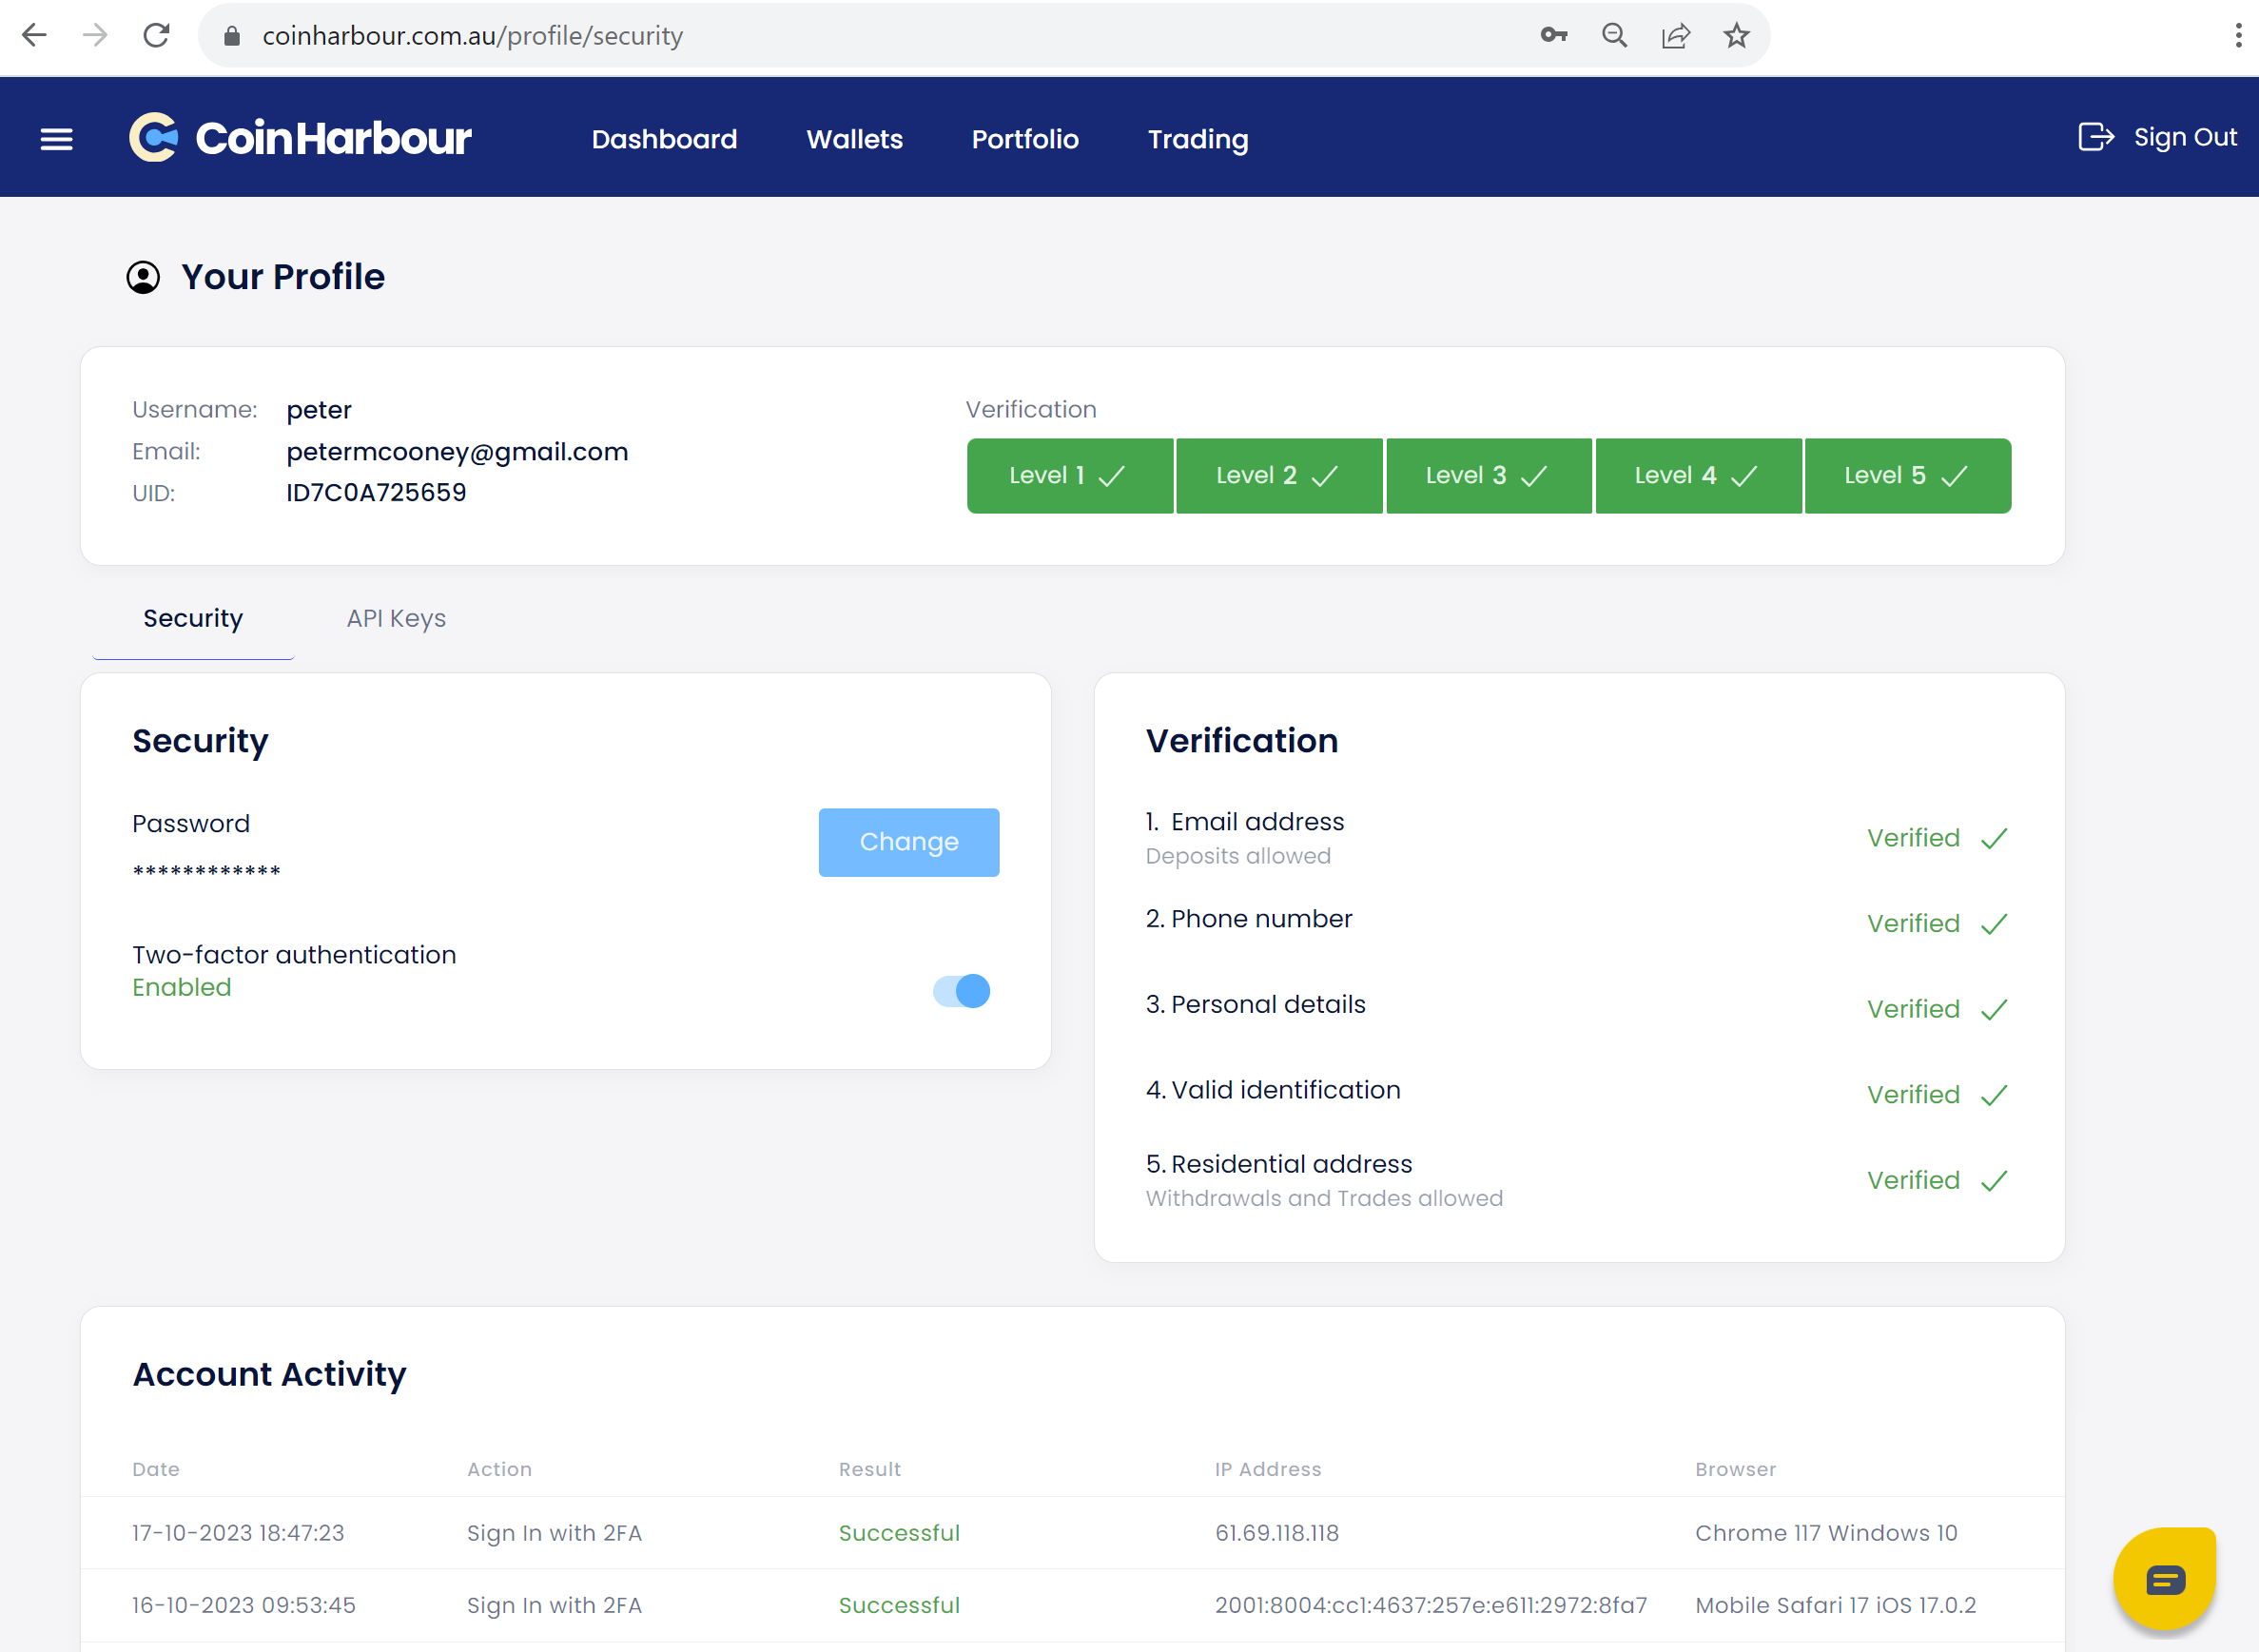 coinharbour.com.au/profile/security
CoinHarbour Dashboard Wallets Portfolio Trading Sign Out
Your Profile
Username: peter
Email: petermcooney@gmail.com
UID: ID7C0A725659
Verification
Level 1 Level 2 Level 3 Level 4 Level 5
Security API Keys
Security
Password
************
Change
Two-factor authentication
Enabled
Verification
1. Email address
Deposits allowed
Verified
2. Phone number
Verified
3. Personal details
Verified
4. Valid identification
Verified
5. Residential address
Withdrawals and Trades allowed
Verified
Account Activity
Date Action Result IP Address Browser
17-10-2023 18:47:23 Sign In with 2FA Successful 61.69.118.118 Chrome 117 Windows 10
16-10-2023 09:53:45 Sign In with 2FA Successful 2001:8004:cc1:4637:257e:e611:2972:8fa7 Mobile Safari 17 iOS 17.0.2